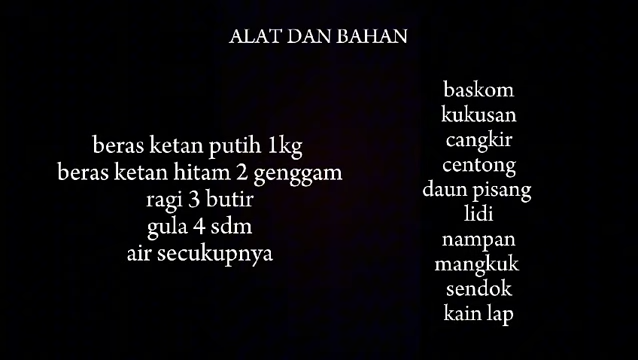 ALAT DAN BAHAN
beras ketan putih 1kg
beras ketan hitam 2 genggam
ragi 3 butir
gula 4 sdm
air secukupnya
baskom
kukusan
cangkir
centong
daun pisang
lidi
nampan
mangkuk
sendok
kain lap